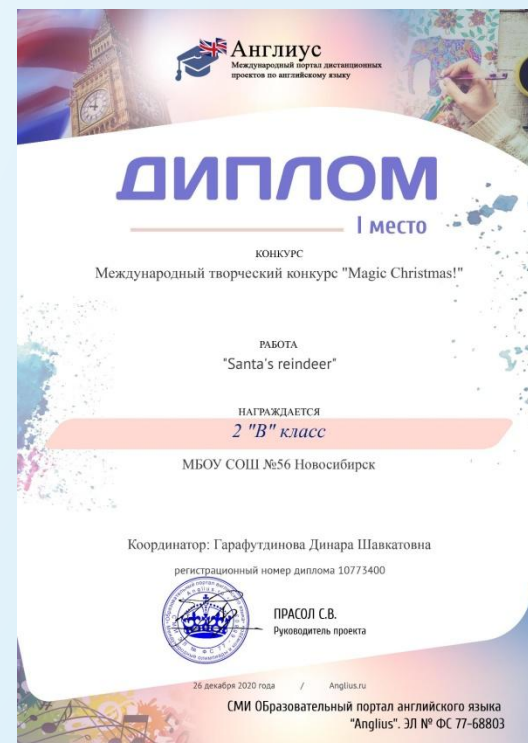 Англиус
Международный портал дистанционных
проектов по английскому языку
ДИПЛОМ
I место
КОНКУРС
Международный творческий конкурс "Magic Christmas!"
РАБОТА
"Santa's reindeer"
НАГРАЖДАЕТСЯ
2 "В" класс
МБОУ СОШ №56 Новосибирск
Координатор: Гарафутдинова Динара Шавкатовна
регистрационный номер диплома 10773400
ПРАСОЛ С.В.
Руководитель проекта
26 декабря 2020 года / Anglius.ru
СМИ ОБразовательный портал английского языка
"Anglius". ЭЛ № ФС 77-68803